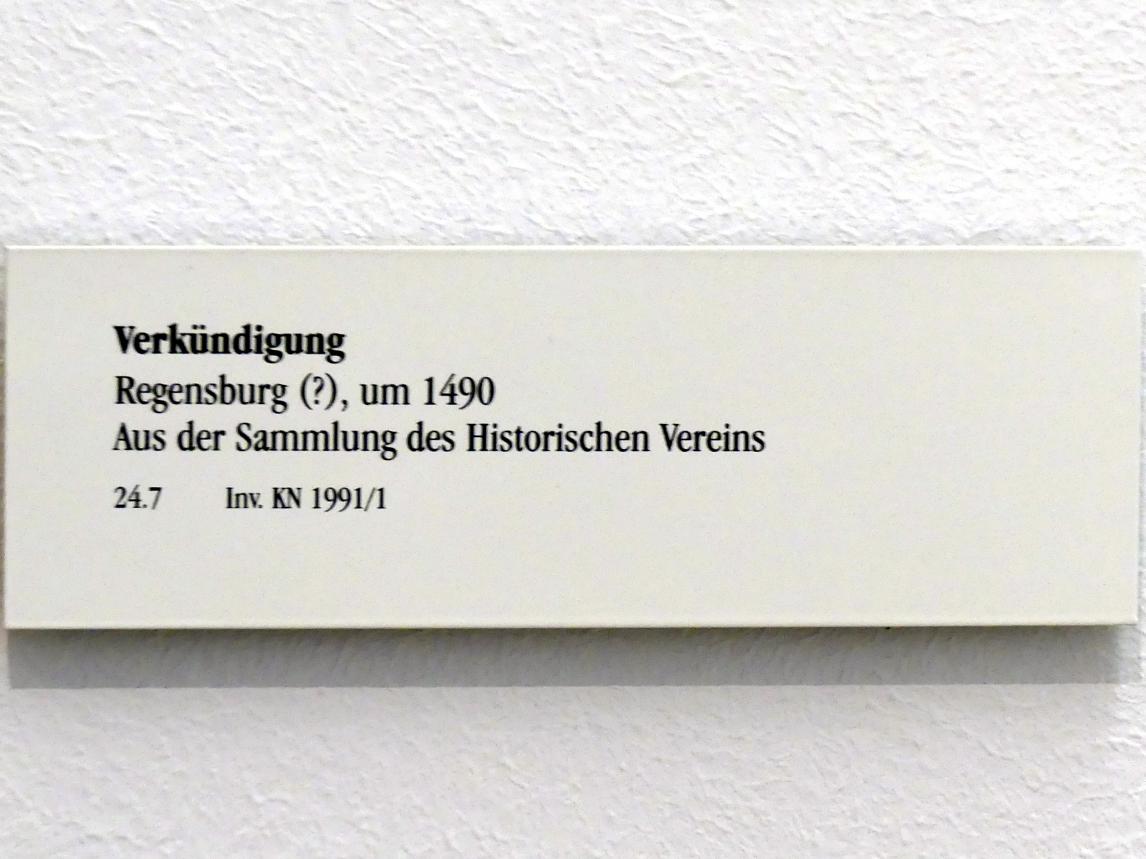 Verkündigung
Regensburg (?), um 1490
Aus der Sammlung des Historischen Vereins
24.7 Inv. KN 1991/1